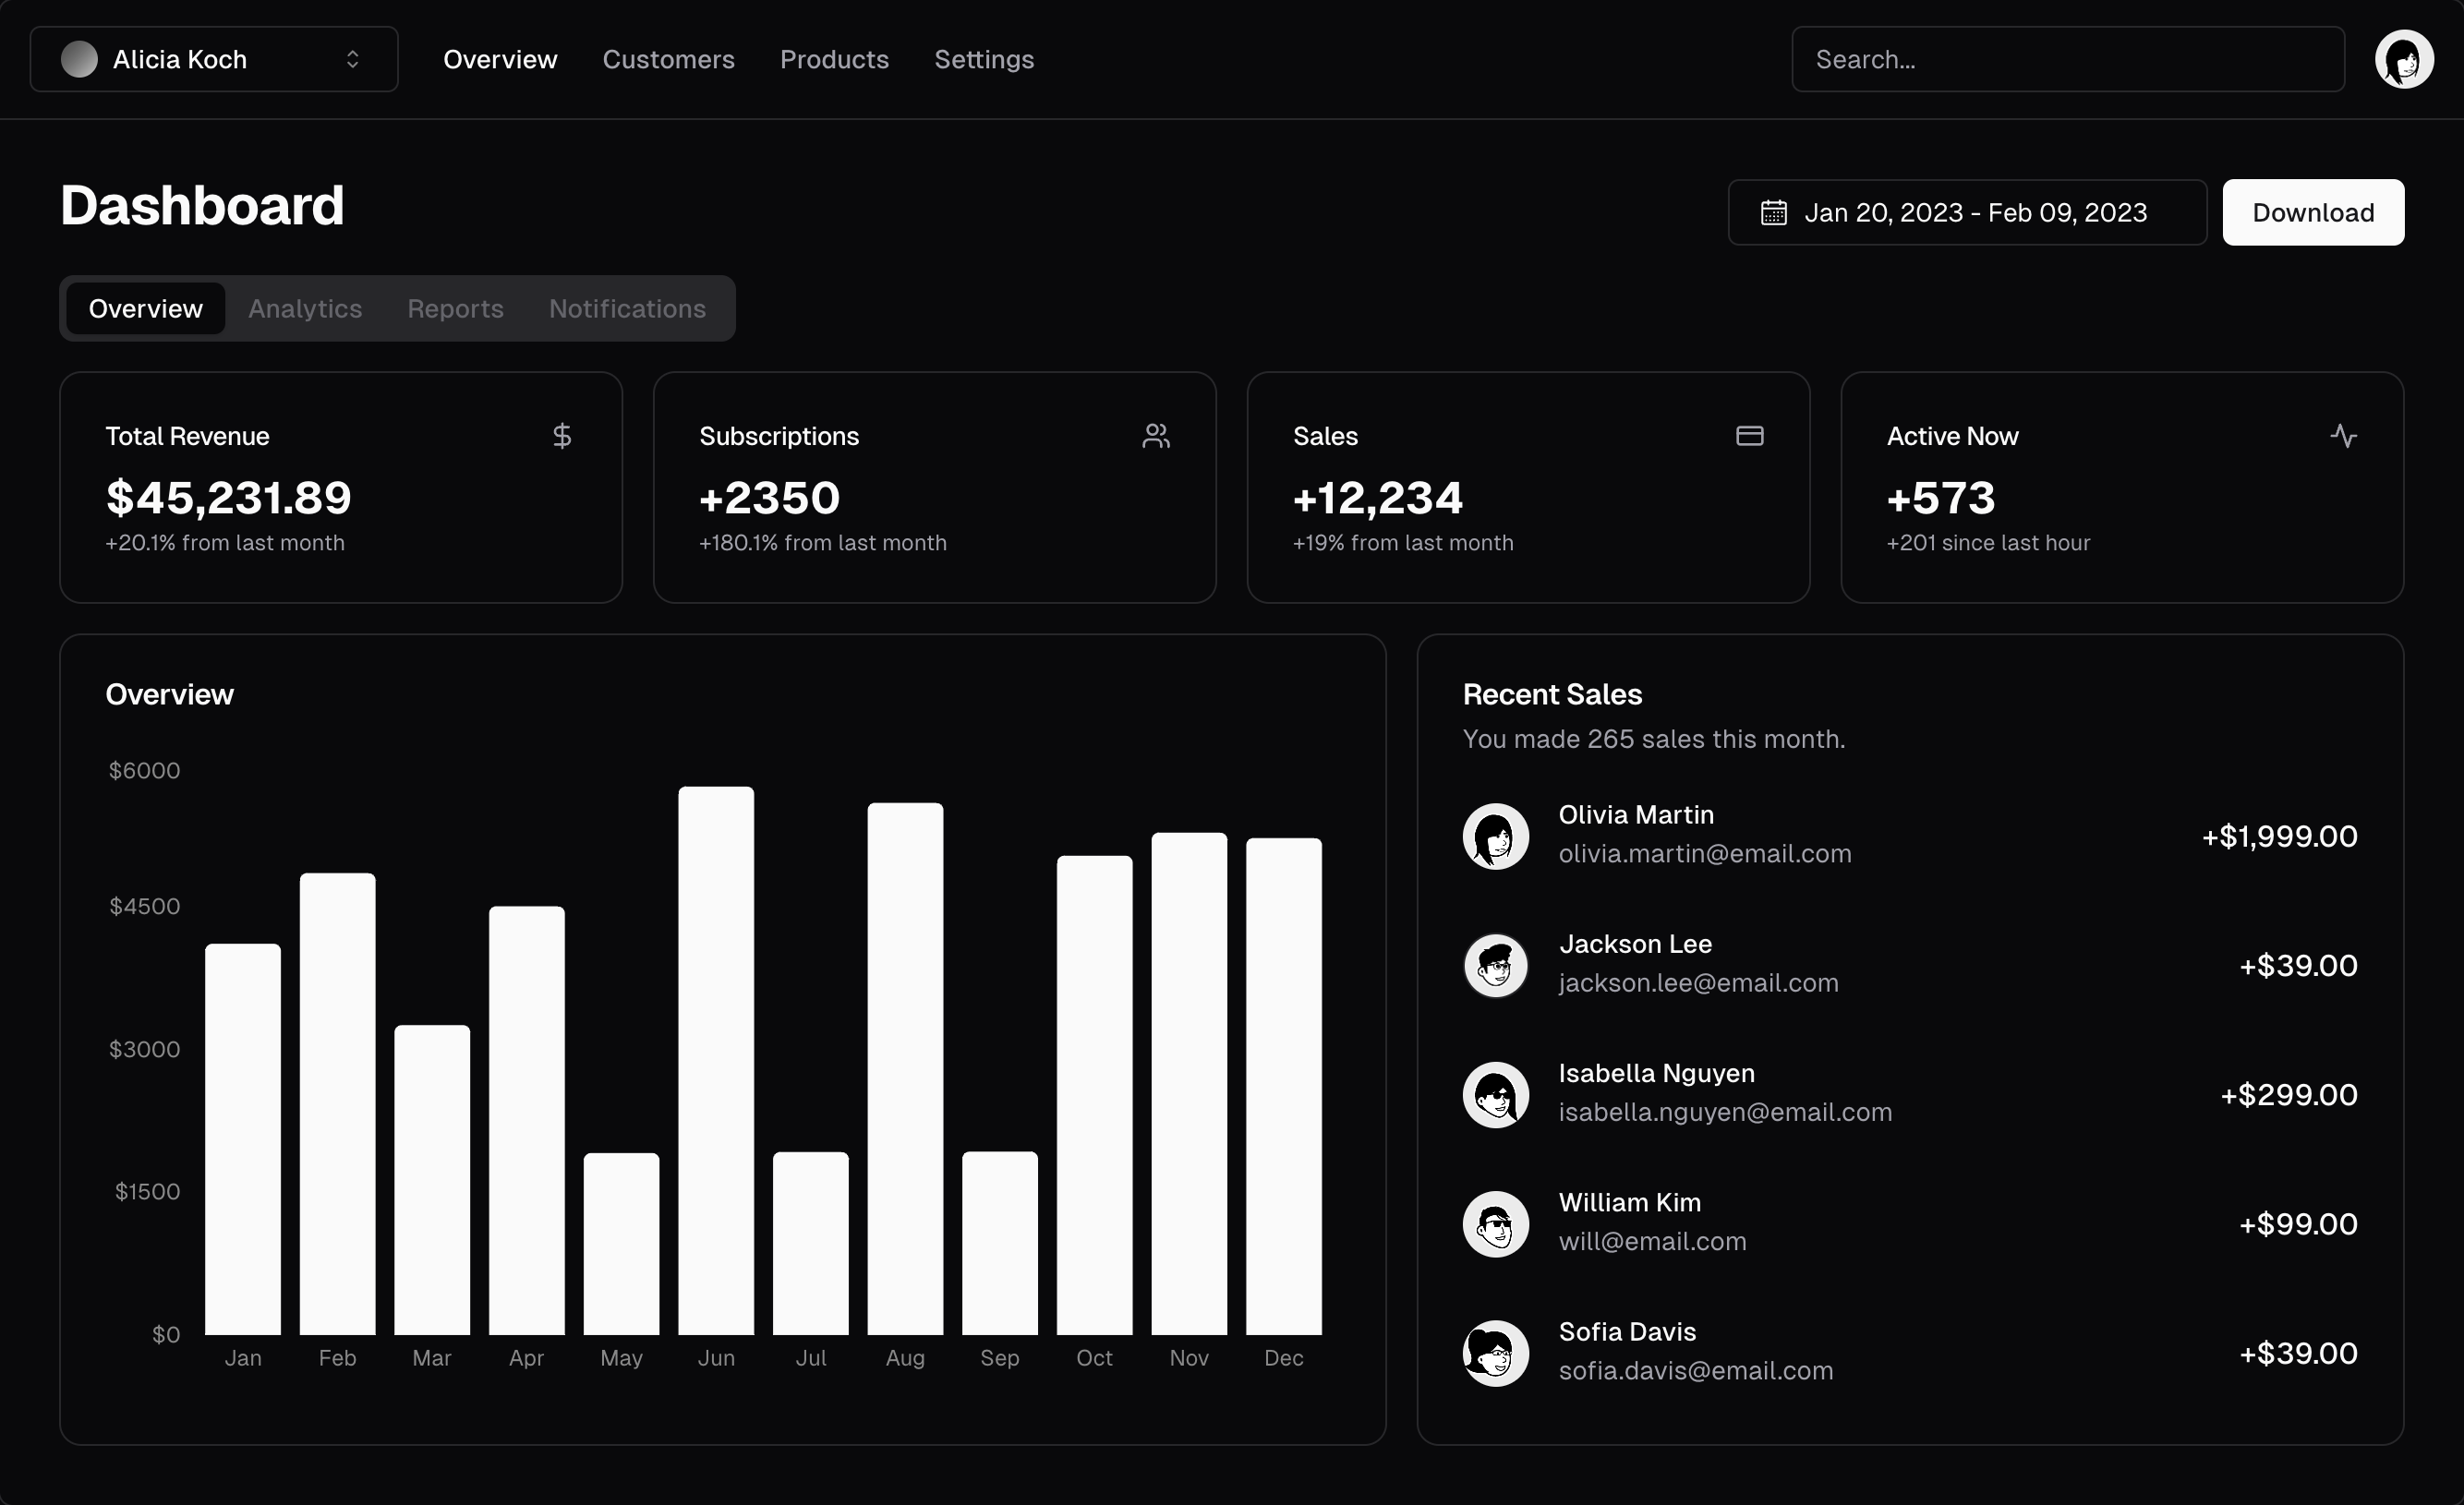 Alicia Koch
Overview
Customers
Products
Settings
Search...
Dashboard
Jan 20, 2023 - Feb 09, 2023
Download
Overview
Analytics
Reports
Notifications
Total Revenue
$45,231.89
+20.1% from last month
Subscriptions
+2350
+180.1% from last month
Sales
+12,234
+19% from last month
Active Now
+573
+201 since last hour
Overview
$6000
$4500
$3000
$1500
$0
Jan
Feb
Mar
Apr
May
Jun
Jul
Aug
Sep
Oct
Nov
Dec
Recent Sales
You made 265 sales this month.
Olivia Martin
olivia.martin@email.com
+$1,999.00
Jackson Lee
jackson.lee@email.com
+$39.00
Isabella Nguyen
isabella.nguyen@email.com
+$299.00
William Kim
will@email.com
+$99.00
Sofia Davis
sofia.davis@email.com
+$39.00